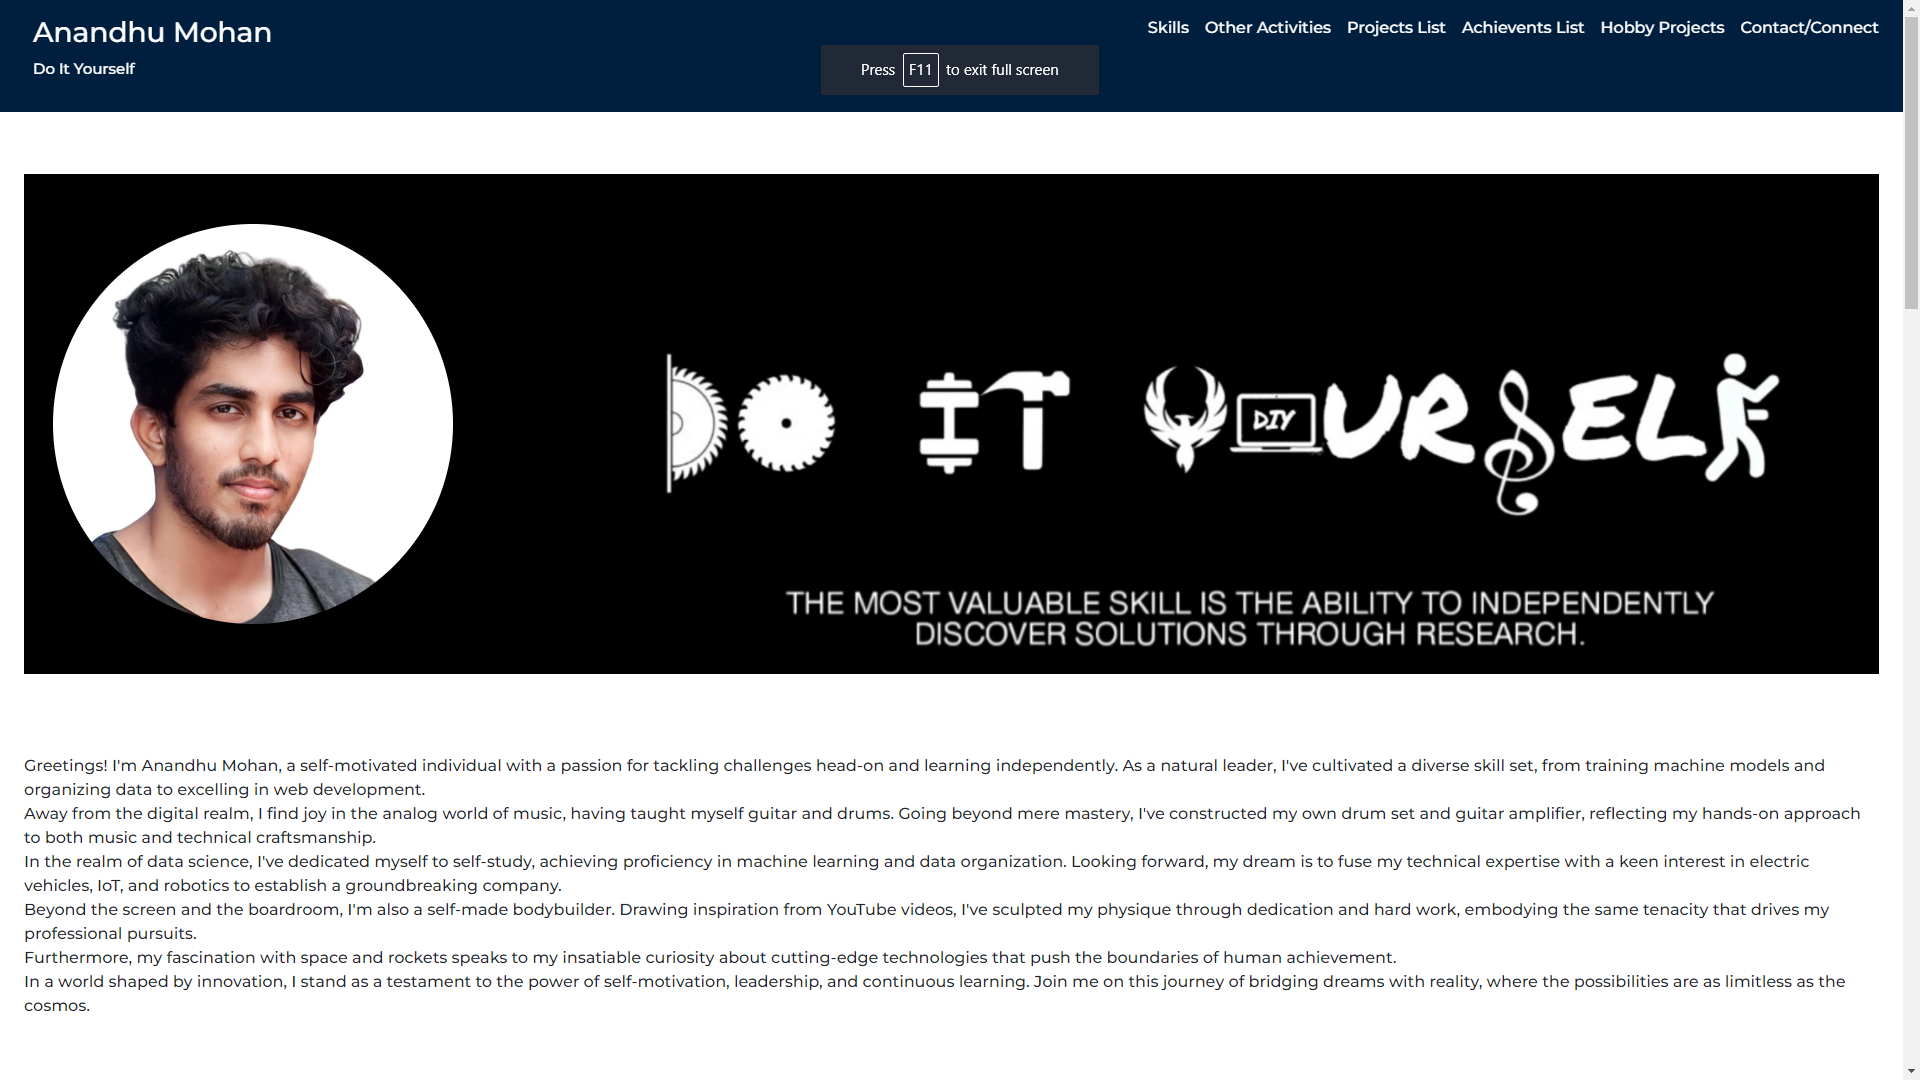 Anandhu Mohan
Do It Yourself
Skills Other Activities Projects List Achievents List Hobby Projects Contact/Connect
Press F11 to exit full screen
DO IT YOURSELF
DIY
THE MOST VALUABLE SKILL IS THE ABILITY TO INDEPENDENTLY
DISCOVER SOLUTIONS THROUGH RESEARCH.
Greetings! I'm Anandhu Mohan, a self-motivated individual with a passion for tackling challenges head-on and learning independently. As a natural leader, I've cultivated a diverse skill set, from training machine models and
organizing data to excelling in web development.
Away from the digital realm, I find joy in the analog world of music, having taught myself guitar and drums. Going beyond mere mastery, I've constructed my own drum set and guitar amplifier, reflecting my hands-on approach
to both music and technical craftsmanship.
In the realm of data science, I've dedicated myself to self-study, achieving proficiency in machine learning and data organization. Looking forward, my dream is to fuse my technical expertise with a keen interest in electric
vehicles, IoT, and robotics to establish a groundbreaking company.
Beyond the screen and the boardroom, I'm also a self-made bodybuilder. Drawing inspiration from YouTube videos, I've sculpted my physique through dedication and hard work, embodying the same tenacity that drives my
professional pursuits.
Furthermore, my fascination with space and rockets speaks to my insatiable curiosity about cutting-edge technologies that push the boundaries of human achievement.
In a world shaped by innovation, I stand as a testament to the power of self-motivation, leadership, and continuous learning. Join me on this journey of bridging dreams with reality, where the possibilities are as limitless as the
cosmos.